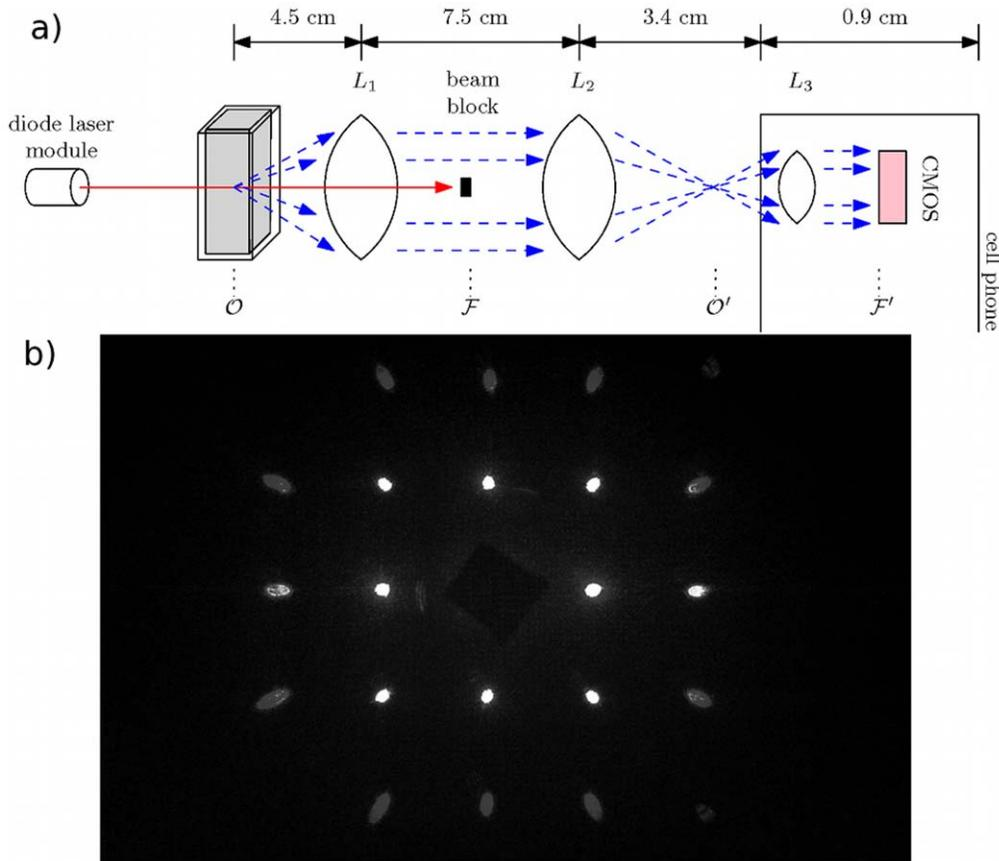 a)
4.5 cm
7.5 cm
3.4 cm
0.9 cm
L₁
beam
block
L₂
L₃
diode laser
module
CMOS
cell phone
𝒪
ℱ
𝒪′
ℱ′
b)